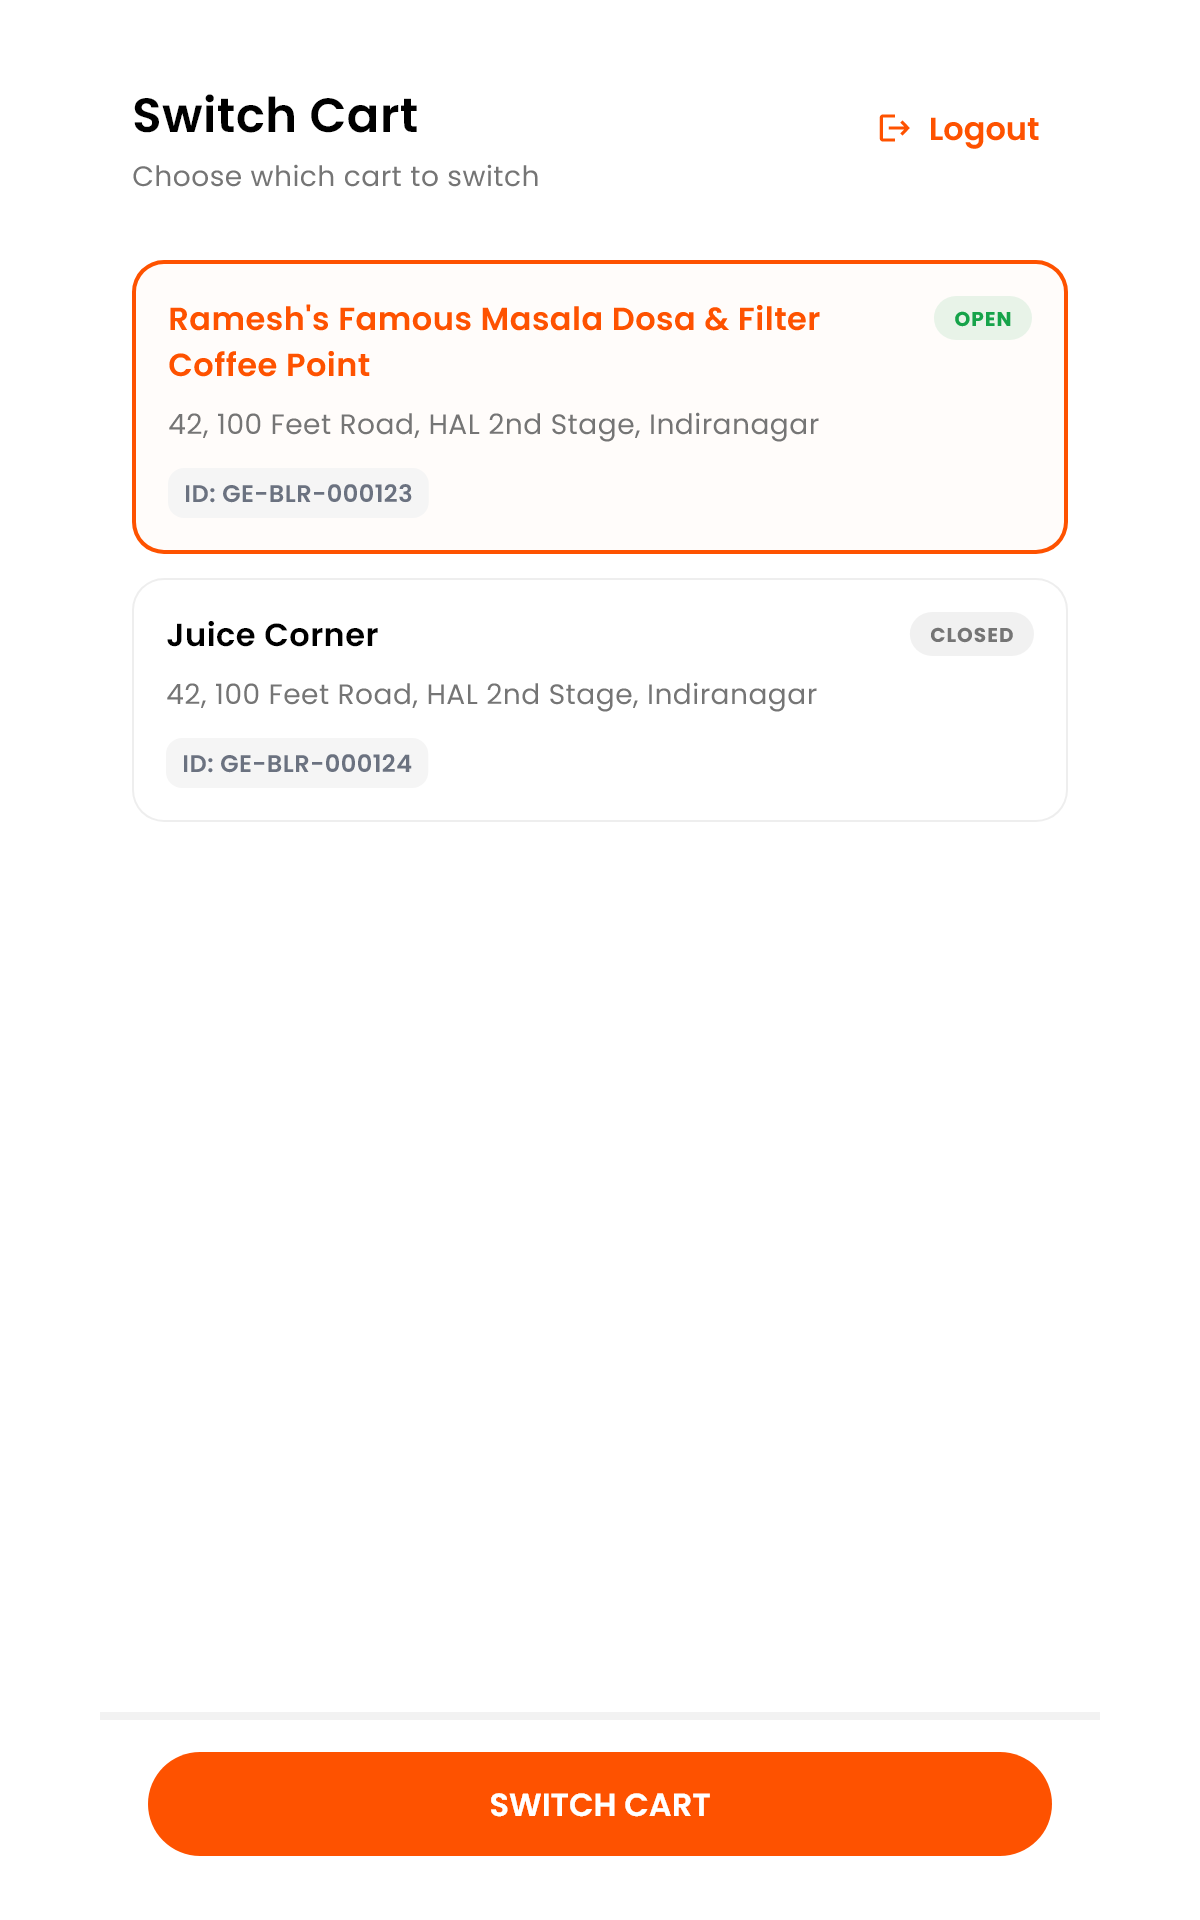 Switch Cart
Logout
Choose which cart to switch
Ramesh's Famous Masala Dosa & Filter
Coffee Point
OPEN
42, 100 Feet Road, HAL 2nd Stage, Indiranagar
ID: GE-BLR-000123
Juice Corner
CLOSED
42, 100 Feet Road, HAL 2nd Stage, Indiranagar
ID: GE-BLR-000124
SWITCH CART